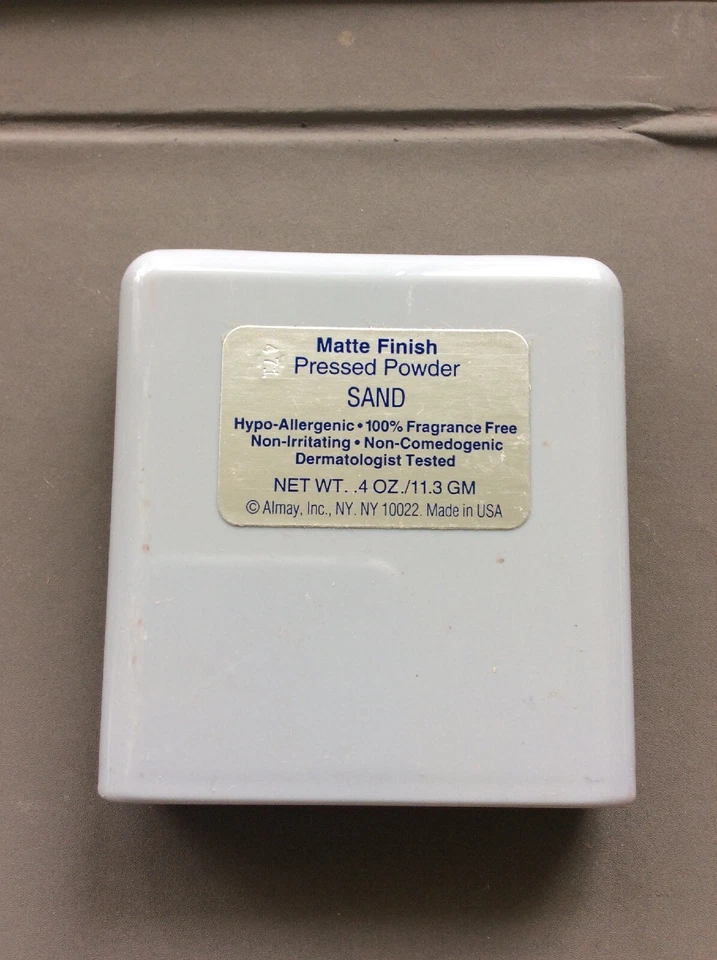 Matte Finish
Pressed Powder
SAND
Hypo-Allergenic • 100% Fragrance Free
Non-Irritating • Non-Comedogenic
Dermatologist Tested
NET WT. .4 OZ./11.3 GM
© Almay, Inc., NY. NY 10022. Made in USA